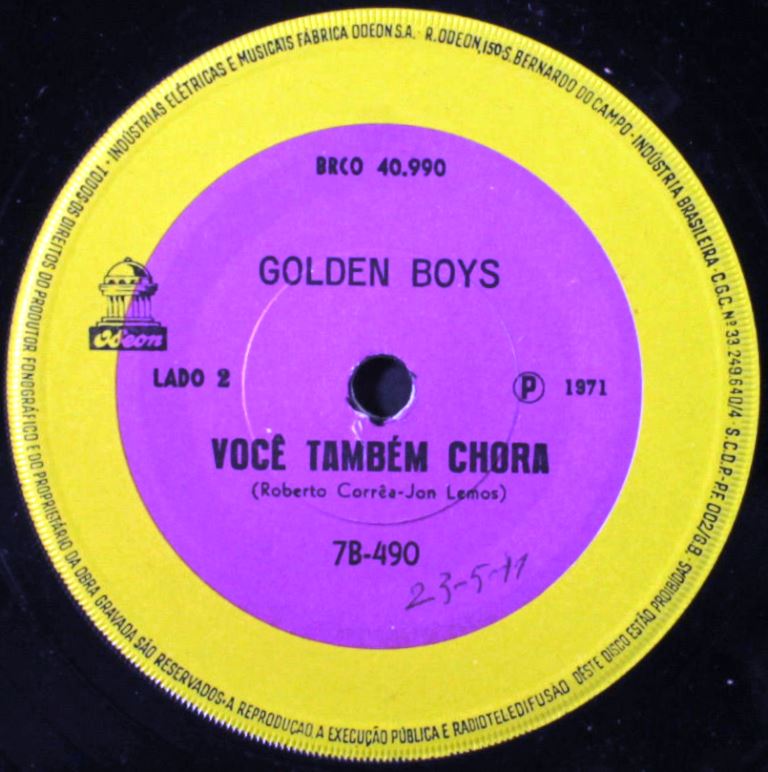 INDÚSTRIAS ELÉTRICAS E MUSICAIS FÁBRICA ODEON S.A. · R. ODEON, 150-S. BERNARDO DO CAMPO · INDÚSTRIA BRASILEIRA · C.G.C. Nº 33 249.640/4 · S.C.D.P.-P.F. 002/G.B.
TODOS OS DIREITOS DO PRODUTOR FONOGRÁFICO E DO PROPRIETÁRIO DA OBRA GRAVADA SÃO RESERVADOS·A REPRODUÇÃO, A EXECUÇÃO PÚBLICA E RADIOTELEDIFUSÃO DÊSTE DISCO ESTÃO PROIBIDAS ·
BRCO 40.990
GOLDEN BOYS
Odeon
LADO 2
Ⓟ 1971
VOCÊ TAMBÉM CHORA
(Roberto Corrêa-Jon Lemos)
7B-490
23-5-71